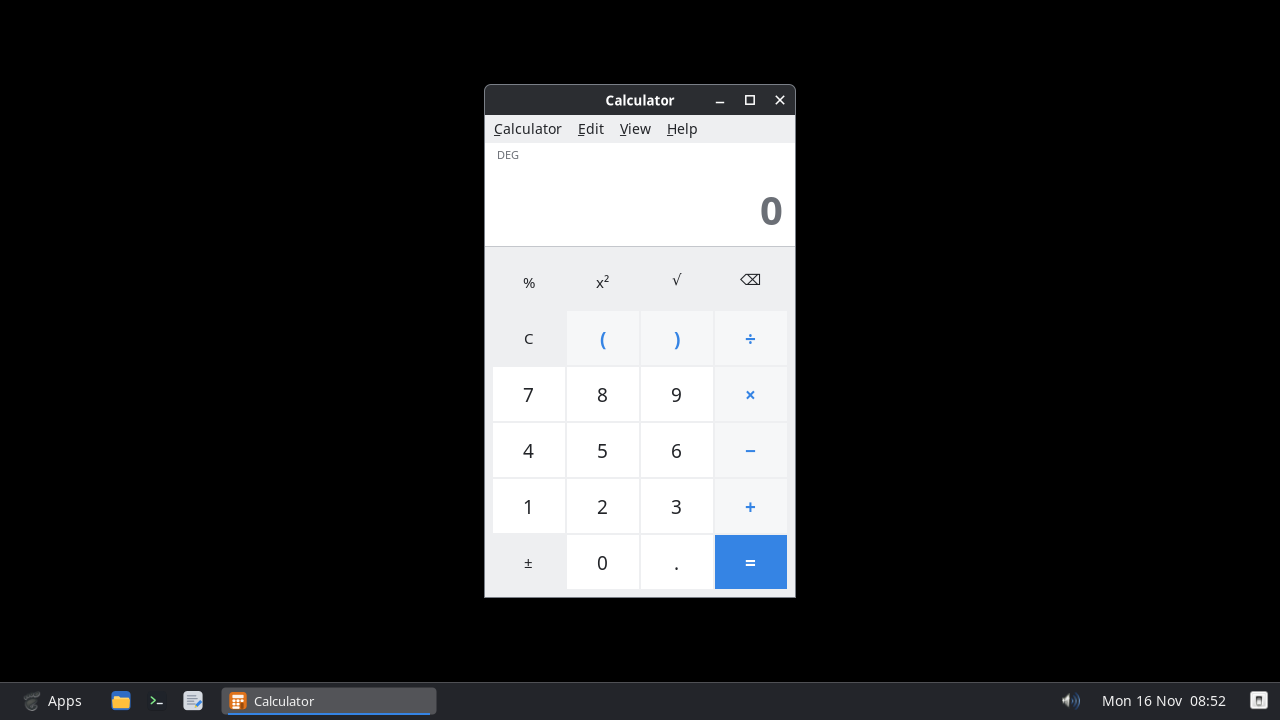 Calculator
Calculator Edit View Help
DEG
0
% x² √ ⌫
C ( ) ÷
7 8 9 ×
4 5 6 −
1 2 3 +
± 0 . =
Apps Calculator Mon 16 Nov 08:52